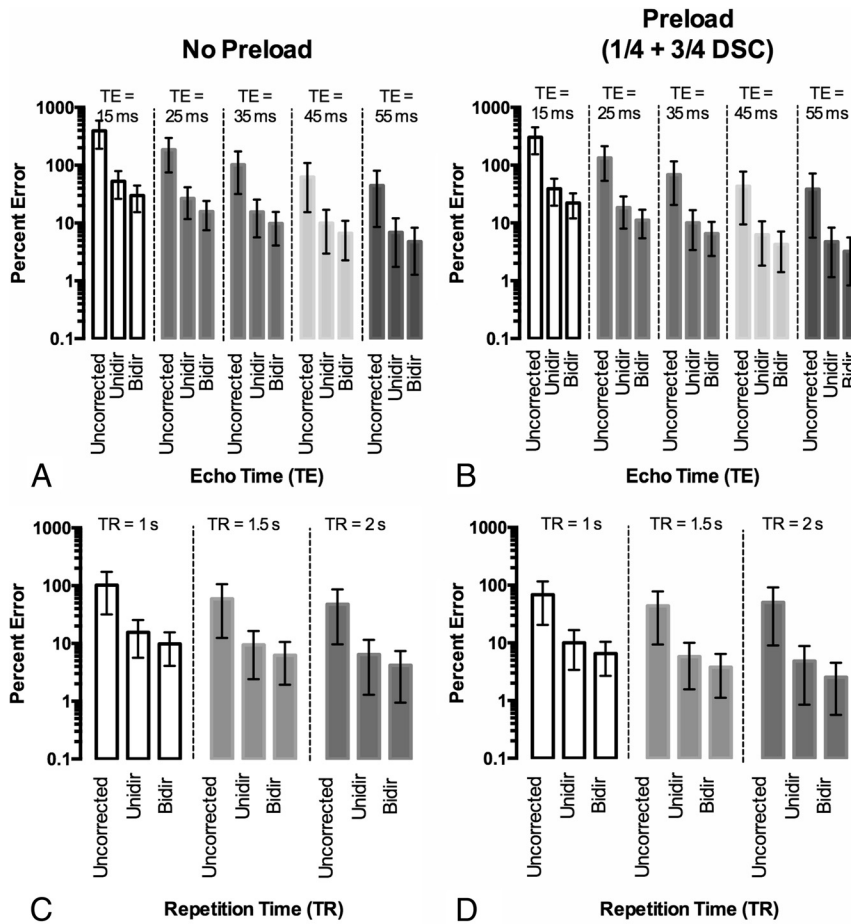 No Preload
TE =
15 ms
TE =
25 ms
TE =
35 ms
TE =
45 ms
TE =
55 ms
1000
100
10
1
0.1
Percent Error
Uncorrected
Unidir
Bidir
Uncorrected
Unidir
Bidir
Uncorrected
Unidir
Bidir
Uncorrected
Unidir
Bidir
Uncorrected
Unidir
Bidir
A
Echo Time (TE)
Preload
(1/4 + 3/4 DSC)
TE =
15 ms
TE =
25 ms
TE =
35 ms
TE =
45 ms
TE =
55 ms
1000
100
10
1
0.1
Percent Error
Uncorrected
Unidir
Bidir
Uncorrected
Unidir
Bidir
Uncorrected
Unidir
Bidir
Uncorrected
Unidir
Bidir
Uncorrected
Unidir
Bidir
B
Echo Time (TE)
TR = 1 s
TR = 1.5 s
TR = 2 s
1000
100
10
1
0.1
Percent Error
Uncorrected
Unidir
Bidir
Uncorrected
Unidir
Bidir
Uncorrected
Unidir
Bidir
C
Repetition Time (TR)
TR = 1 s
TR = 1.5 s
TR = 2 s
1000
100
10
1
0.1
Percent Error
Uncorrected
Unidir
Bidir
Uncorrected
Unidir
Bidir
Uncorrected
Unidir
Bidir
D
Repetition Time (TR)